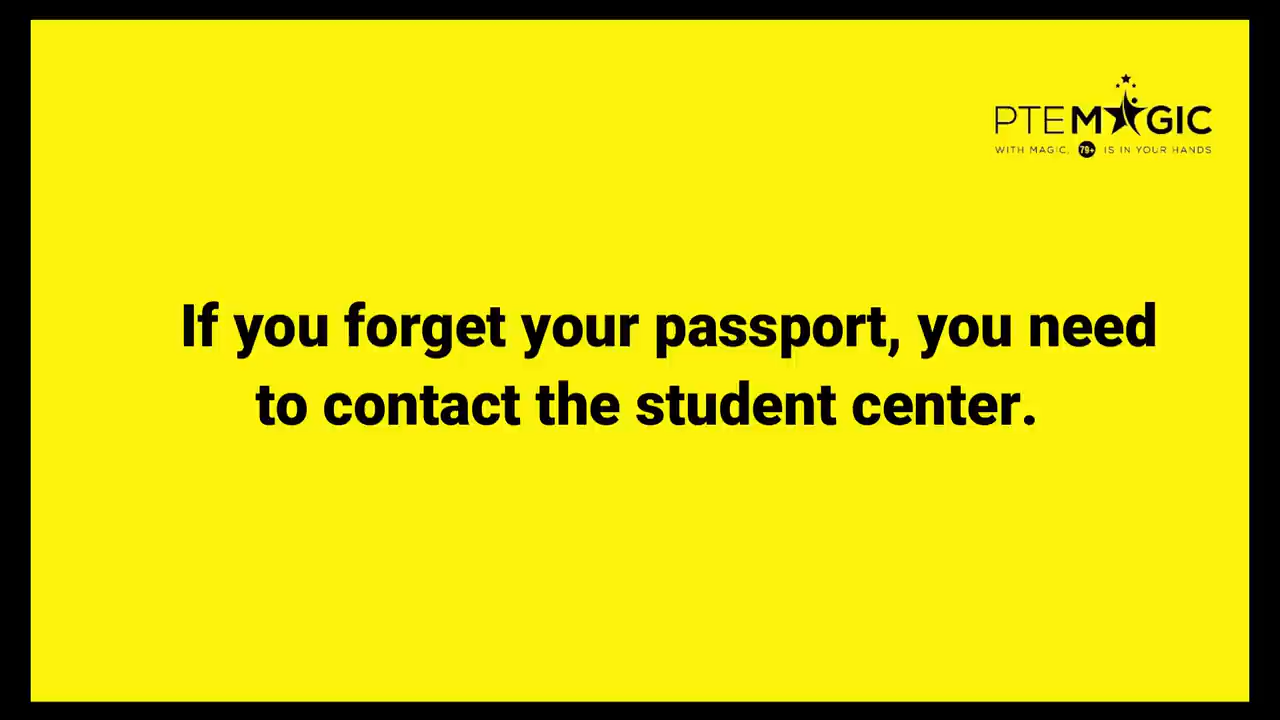 PTEMAGIC
WITH MAGIC, 79+ IS IN YOUR HANDS
If you forget your passport, you need
to contact the student center.